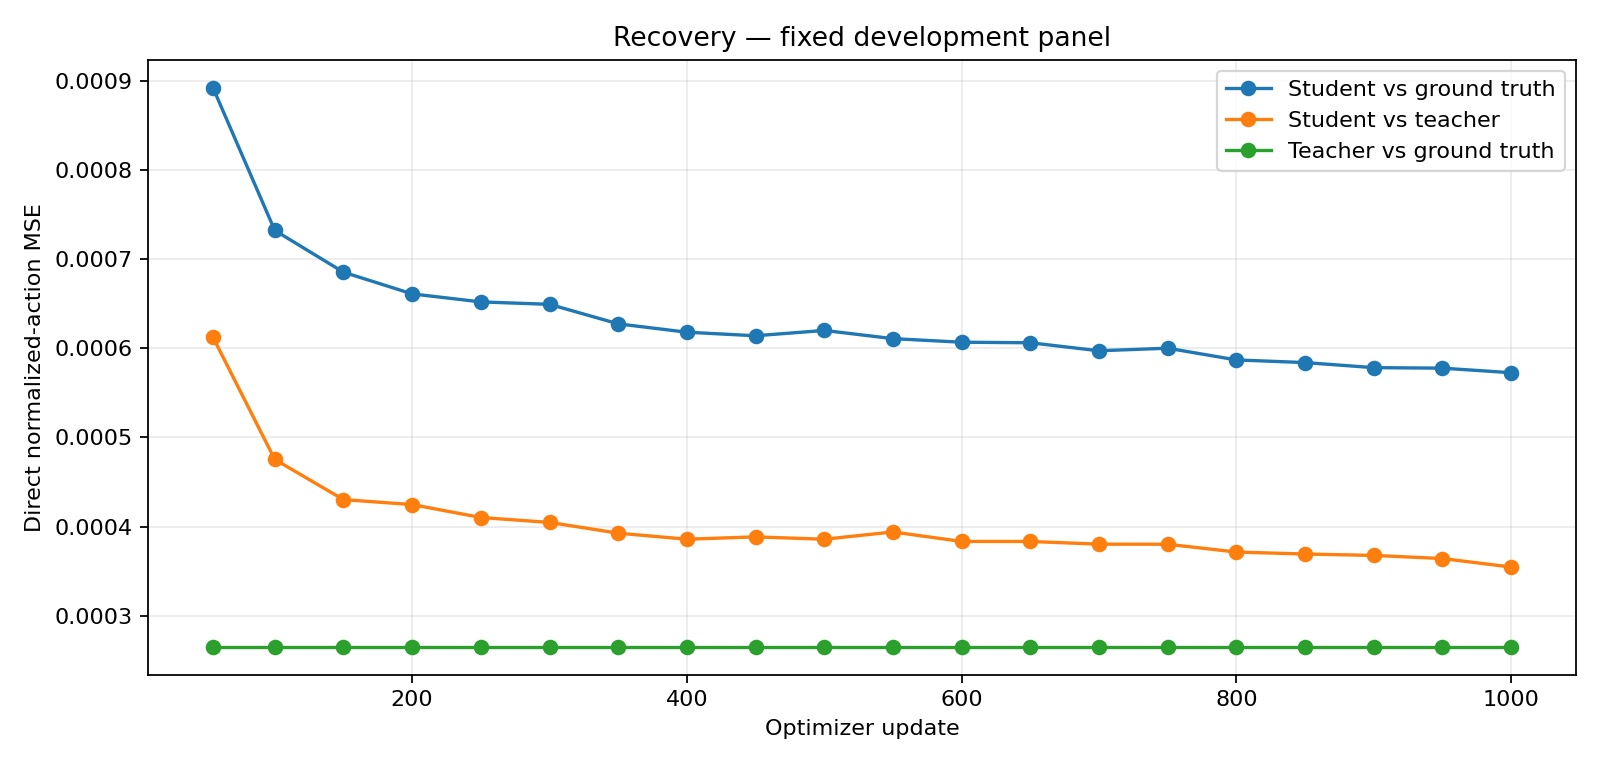 Recovery — fixed development panel
Direct normalized-action MSE
0.0009
0.0008
0.0007
0.0006
0.0005
0.0004
0.0003
Student vs ground truth
Student vs teacher
Teacher vs ground truth
200
400
600
800
1000
Optimizer update